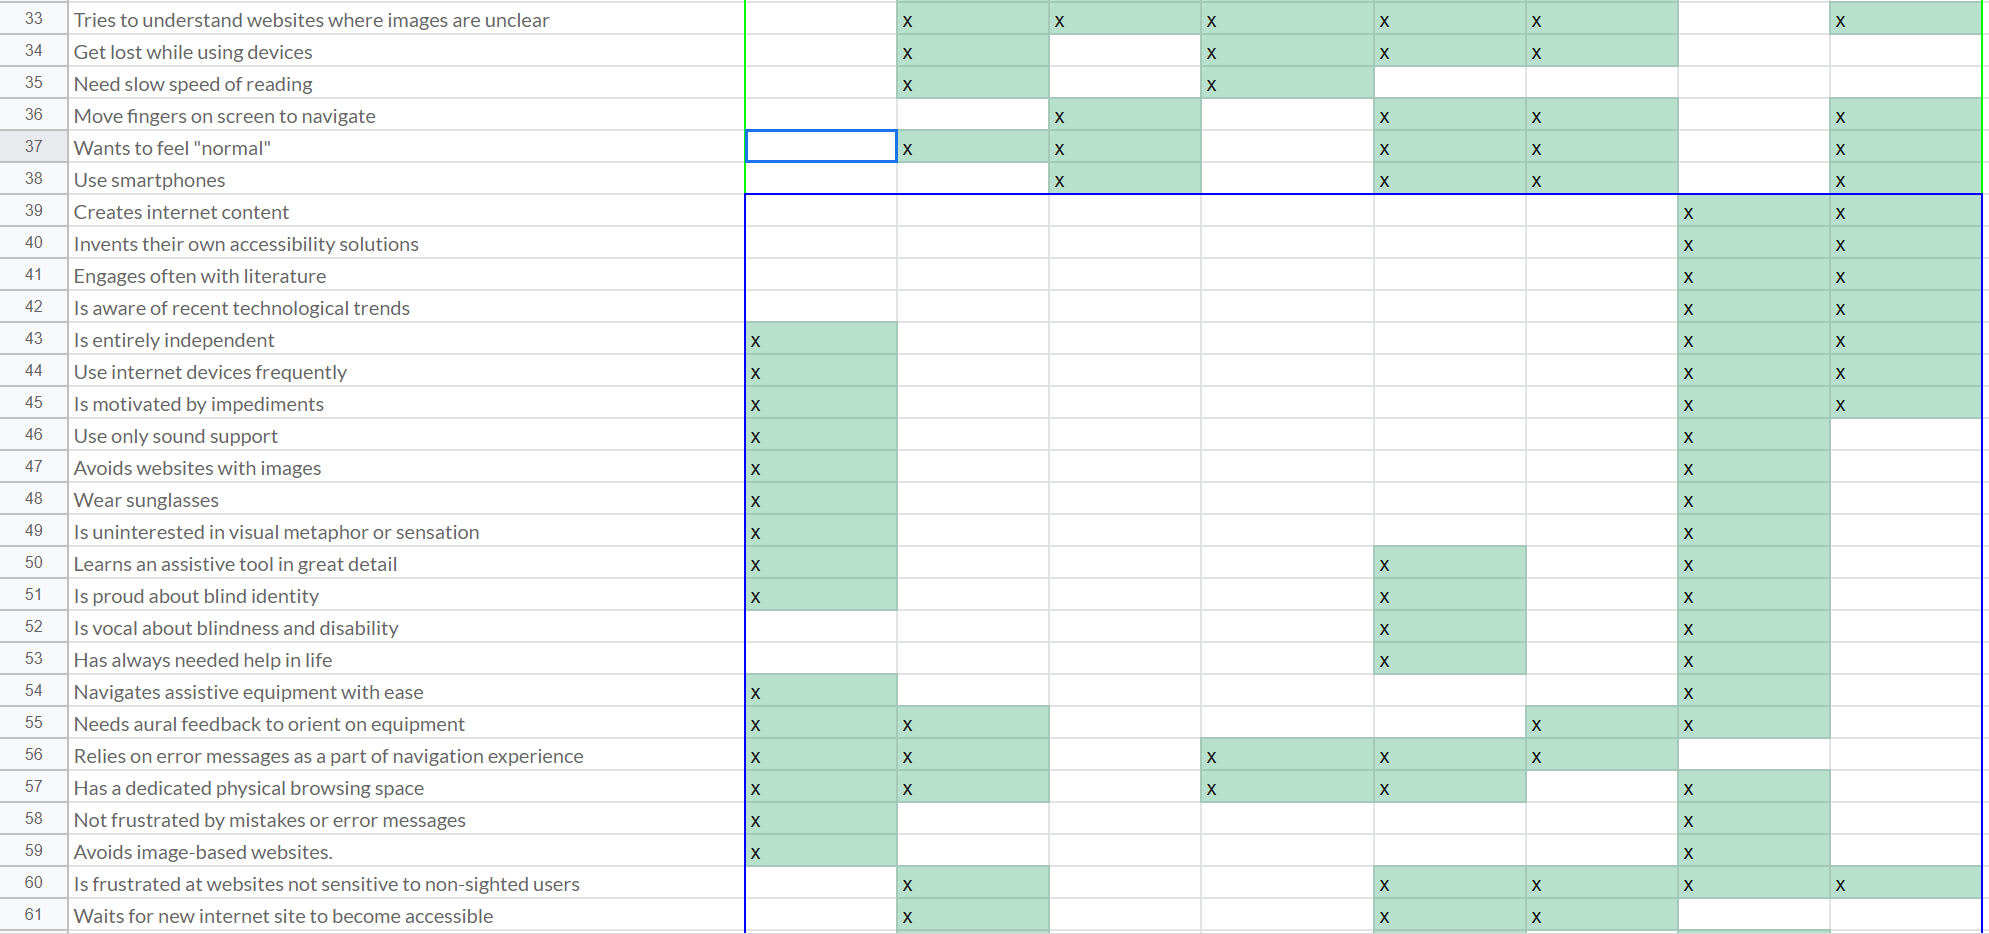 33 Tries to understand websites where images are unclear x x x x x x
34 Get lost while using devices x x x x
35 Need slow speed of reading x x
36 Move fingers on screen to navigate x x x x
37 Wants to feel "normal" x x x x x
38 Use smartphones x x x x
39 Creates internet content x x
40 Invents their own accessibility solutions x x
41 Engages often with literature x x
42 Is aware of recent technological trends x x
43 Is entirely independent x x x
44 Use internet devices frequently x x x
45 Is motivated by impediments x x x
46 Use only sound support x x
47 Avoids websites with images x x
48 Wear sunglasses x x
49 Is uninterested in visual metaphor or sensation x x
50 Learns an assistive tool in great detail x x x
51 Is proud about blind identity x x x
52 Is vocal about blindness and disability x x
53 Has always needed help in life x x
54 Navigates assistive equipment with ease x x
55 Needs aural feedback to orient on equipment x x x x
56 Relies on error messages as a part of navigation experience x x x x x
57 Has a dedicated physical browsing space x x x x x
58 Not frustrated by mistakes or error messages x x
59 Avoids image-based websites. x x
60 Is frustrated at websites not sensitive to non-sighted users x x x x x
61 Waits for new internet site to become accessible x x x